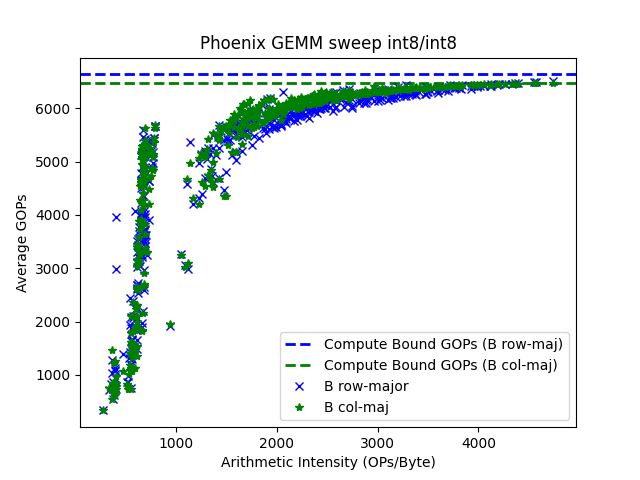 Phoenix GEMM sweep int8/int8
Average GOPs
6000
5000
4000
3000
2000
1000
Compute Bound GOPs (B row-maj)
Compute Bound GOPs (B col-maj)
B row-major
B col-maj
1000 2000 3000 4000
Arithmetic Intensity (OPs/Byte)